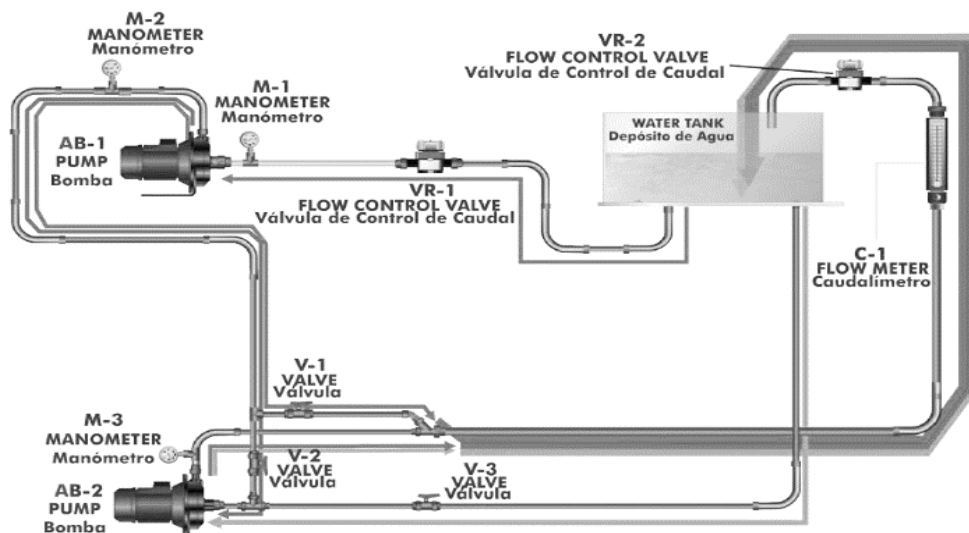 M-2
MANOMETER
Manómetro
M-1
MANOMETER
Manómetro
AB-1
PUMP
Bomba
VR-1
FLOW CONTROL VALVE
Válvula de Control de Caudal
VR-2
FLOW CONTROL VALVE
Válvula de Control de Caudal
WATER TANK
Depósito de Agua
C-1
FLOW METER
Caudalímetro
V-1
VALVE
Válvula
M-3
MANOMETER
Manómetro
V-2
VALVE
Válvula
V-3
VALVE
Válvula
AB-2
PUMP
Bomba